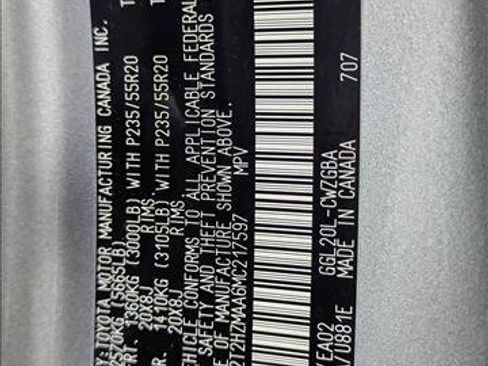 Y:TOYOTA MOTOR MANUFACTURING CANADA INC.
(5665LB)
FRT. 1360KG (3000LB) WITH P235/55R20
20X8J RIMS.
RR. 1410KG (3105LB) WITH P235/55R20
20X8J RIMS.
VEHICLE CONFORMS TO ALL APPLICABLE FEDERAL
SAFETY AND THEFT PREVENTION STANDARDS
E OF MANUFACTURE SHOWN ABOVE.
2T2HZMAA6MC217597 MPV
EA02 GGL20L-CWZGBA
/U881E MADE IN CANADA 707